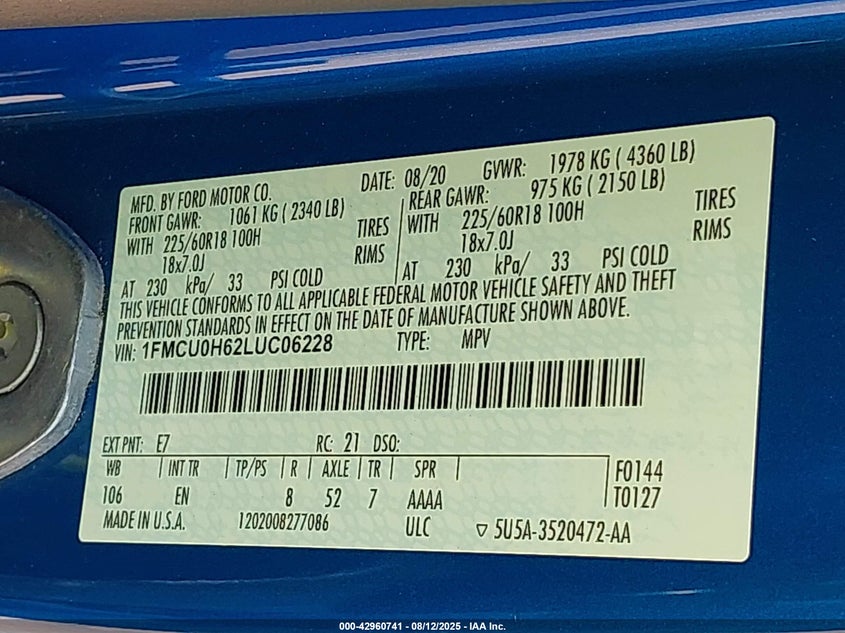 MFD. BY FORD MOTOR CO. DATE: 08/20 GVWR: 1978 KG ( 4360 LB)
FRONT GAWR: 1061 KG ( 2340 LB) REAR GAWR: 975 KG ( 2150 LB)
WITH 225/60R18 100H TIRES WITH 225/60R18 100H TIRES
18x7.0J RIMS 18x7.0J RIMS
AT 230 kPa/ 33 PSI COLD AT 230 kPa/ 33 PSI COLD
THIS VEHICLE CONFORMS TO ALL APPLICABLE FEDERAL MOTOR VEHICLE SAFETY AND THEFT
PREVENTION STANDARDS IN EFFECT ON THE DATE OF MANUFACTURE SHOWN ABOVE.
VIN: 1FMCU0H62LUC06228 TYPE: MPV
EXT PNT: E7 RC: 21 DSO:
WB INT TR TP/PS R AXLE TR SPR F0144
106 EN 8 52 7 AAAA T0127
MADE IN U.S.A. 1202008277086 ULC ▽ 5U5A-3520472-AA
000-42960741 - 08/12/2025 - IAA Inc.